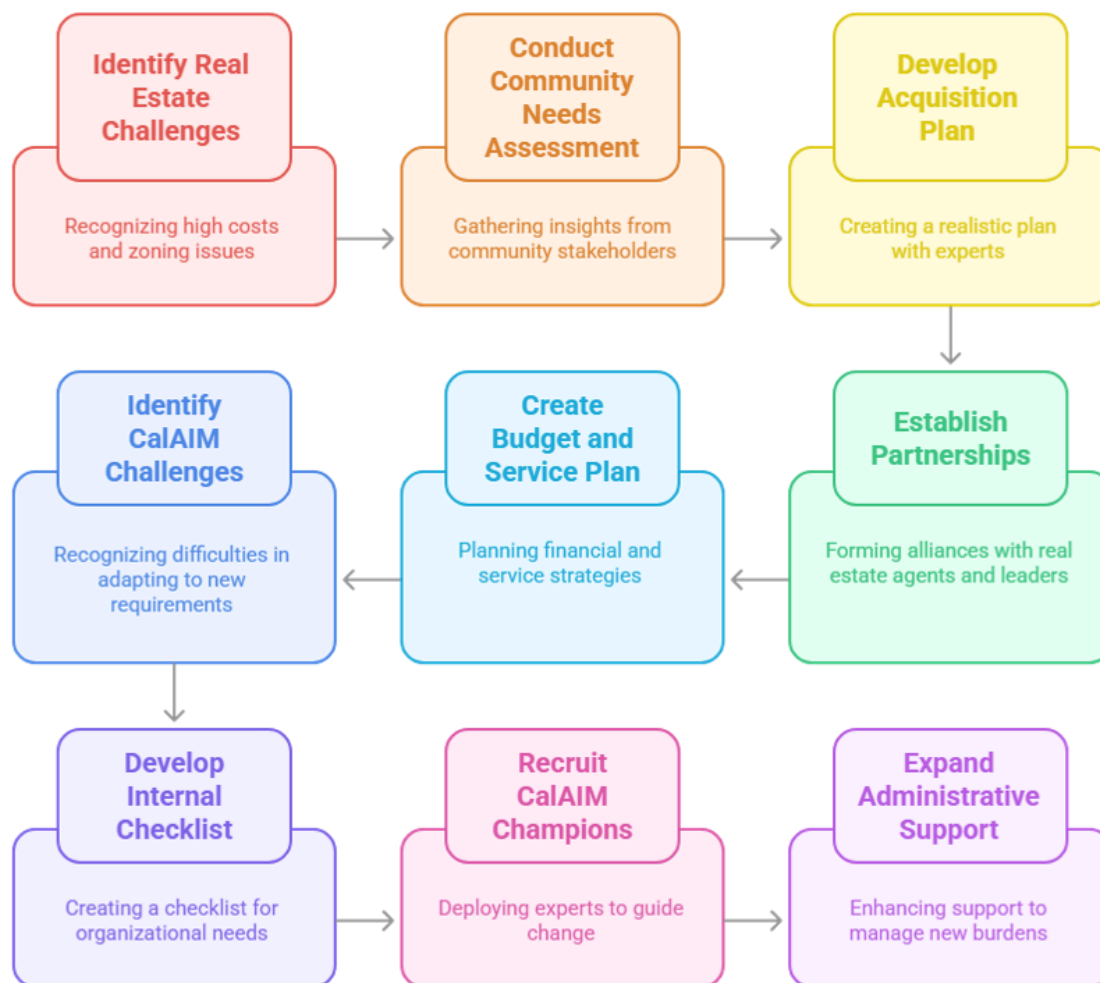 Identify Real
Estate
Challenges
Recognizing high costs
and zoning issues
Conduct
Community
Needs
Assessment
Gathering insights from
community stakeholders
Develop
Acquisition
Plan
Creating a realistic plan
with experts
Establish
Partnerships
Forming alliances with real
estate agents and leaders
Create
Budget and
Service Plan
Planning financial and
service strategies
Identify
CalAIM
Challenges
Recognizing difficulties in
adapting to new
requirements
Develop
Internal
Checklist
Creating a checklist for
organizational needs
Recruit
CalAIM
Champions
Deploying experts to guide
change
Expand
Administrative
Support
Enhancing support to
manage new burdens